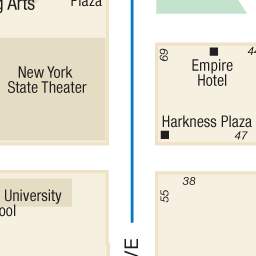 g Arts
Plaza
New York
State Theater
69
44
Empire
Hotel
Harkness Plaza
47
University
ool
38
55
VE